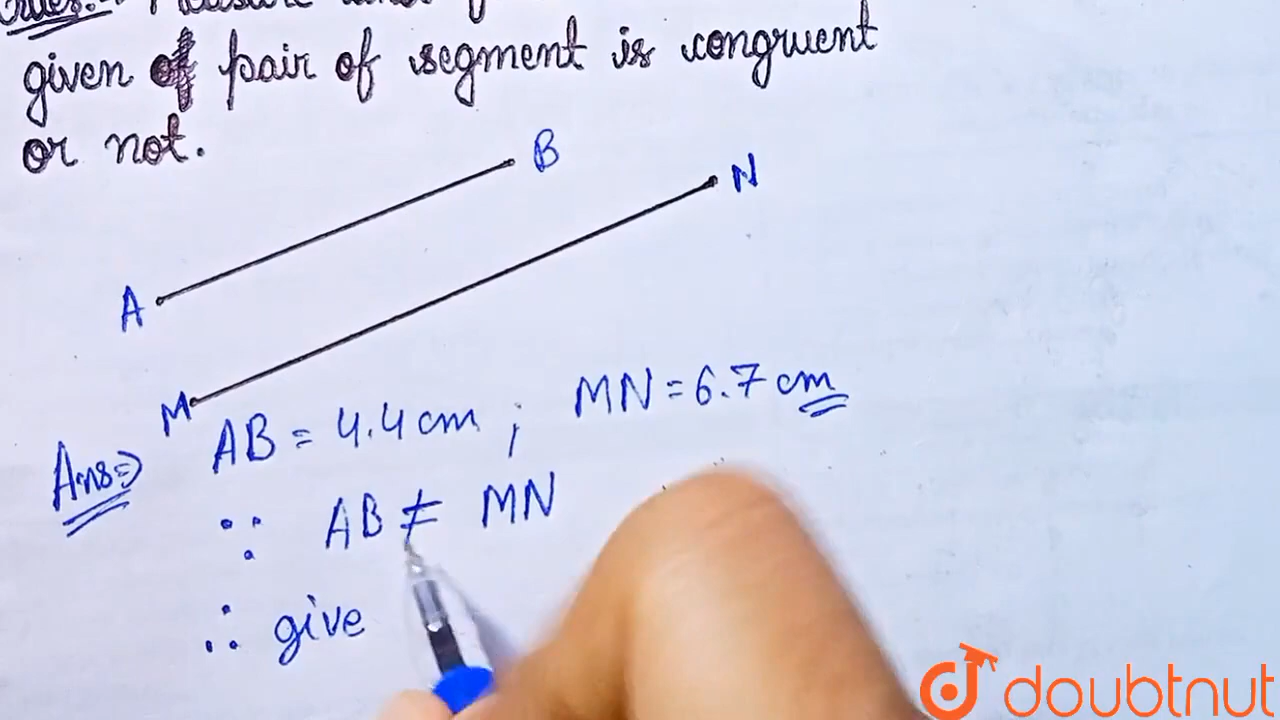 given of pair of segment is congruent
or not.
B
N
A
M
AB = 4.4 cm ; MN = 6.7 cm
Ans ⇒
∵ AB ≠ MN
∴ give
doubtnut